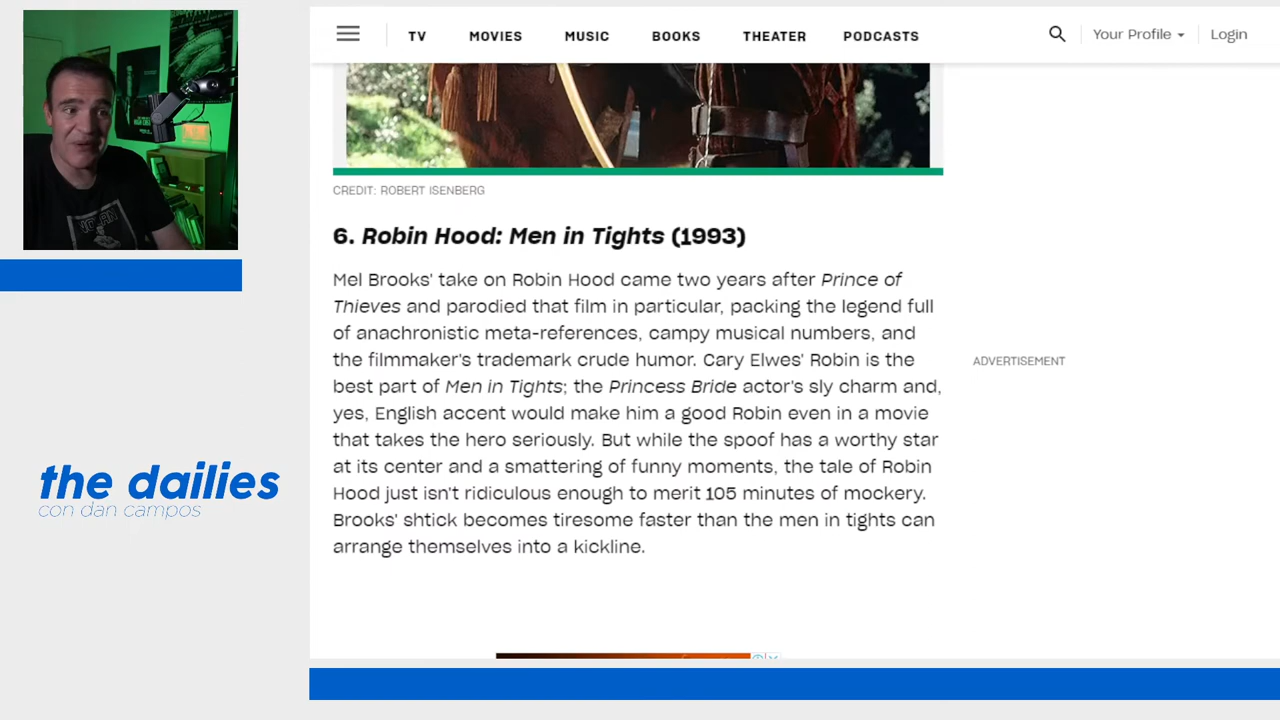 TV MOVIES MUSIC BOOKS THEATER PODCASTS Your Profile Login
CREDIT: ROBERT ISENBERG
6. Robin Hood: Men in Tights (1993)
Mel Brooks' take on Robin Hood came two years after Prince of
Thieves and parodied that film in particular, packing the legend full
of anachronistic meta-references, campy musical numbers, and
the filmmaker's trademark crude humor. Cary Elwes' Robin is the
best part of Men in Tights; the Princess Bride actor's sly charm and,
yes, English accent would make him a good Robin even in a movie
that takes the hero seriously. But while the spoof has a worthy star
at its center and a smattering of funny moments, the tale of Robin
Hood just isn't ridiculous enough to merit 105 minutes of mockery.
Brooks' shtick becomes tiresome faster than the men in tights can
arrange themselves into a kickline.
ADVERTISEMENT
the dailies
con dan campos
NOLAN